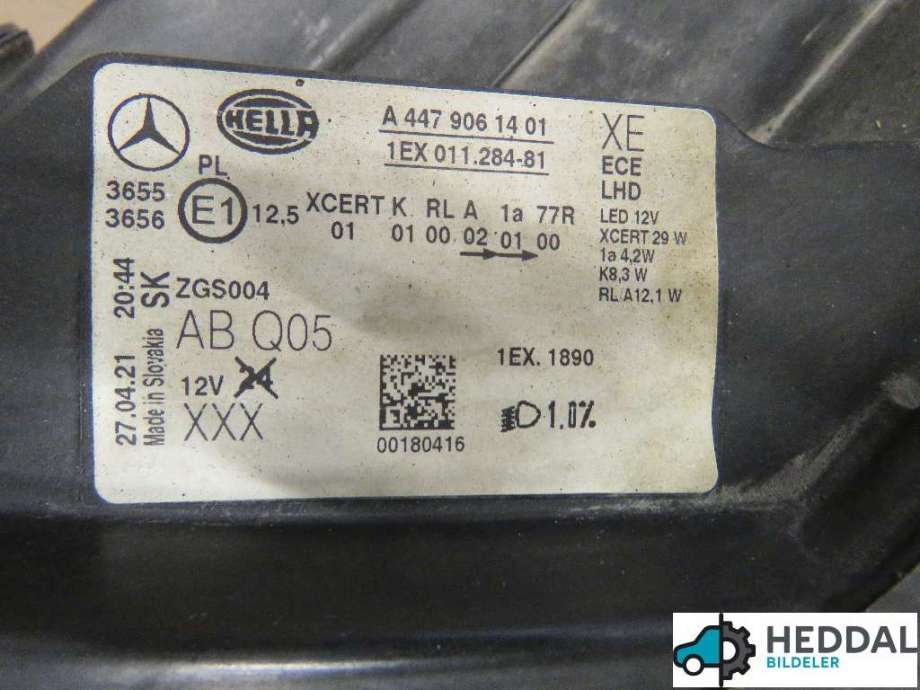 HELLA
A 447 906 14 01
1EX 011.284-81
XE
ECE
LHD
LED 12V
XCERT 29 W
1a 4,2W
K8,3 W
RL A12,1 W
PL
3655
3656
E1
12,5
XCERT K RL A 1a 77R
01 01 00 02 01 00
27.04.21 20:44
Made in Slovakia SK
ZGS004
AB Q05
12V 24
XXX
00180416
1EX. 1890
1.0%
HEDDAL
BILDELER